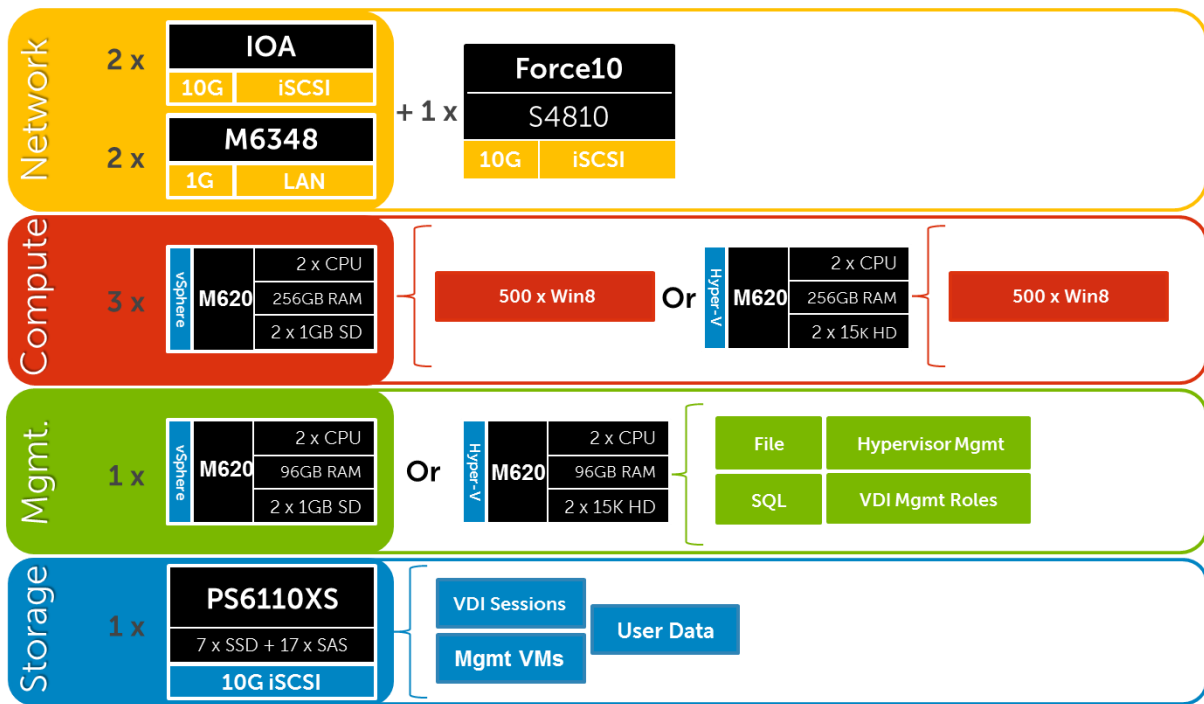 Network
2 x
IOA
10G
iSCSI
2 x
M6348
1G
LAN
+ 1 x
Force10
S4810
10G
iSCSI
Compute
3 x
vSphere
M620
2 x CPU
256GB RAM
2 x 1GB SD
500 x Win8
Or
Hyper-V
M620
2 x CPU
256GB RAM
2 x 15K HD
500 x Win8
Mgmt.
1 x
vSphere
M620
2 x CPU
96GB RAM
2 x 1GB SD
Or
Hyper-V
M620
2 x CPU
96GB RAM
2 x 15K HD
File
Hypervisor Mgmt
SQL
VDI Mgmt Roles
Storage
1 x
PS6110XS
7 x SSD + 17 x SAS
10G iSCSI
VDI Sessions
Mgmt VMs
User Data